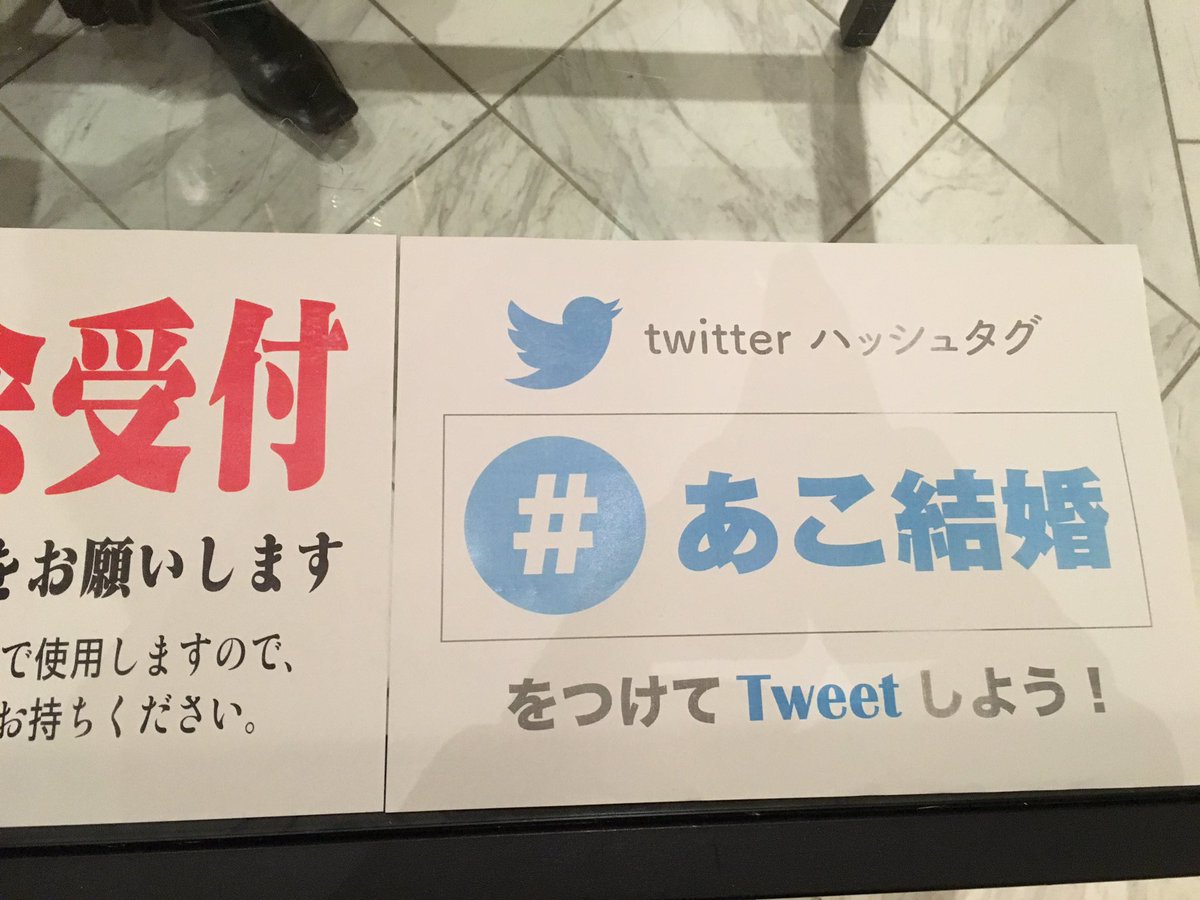 受付
をお願いします
で使用しますので、
お持ちください。
twitter ハッシュタグ
# あこ結婚
をつけて Tweet しよう！